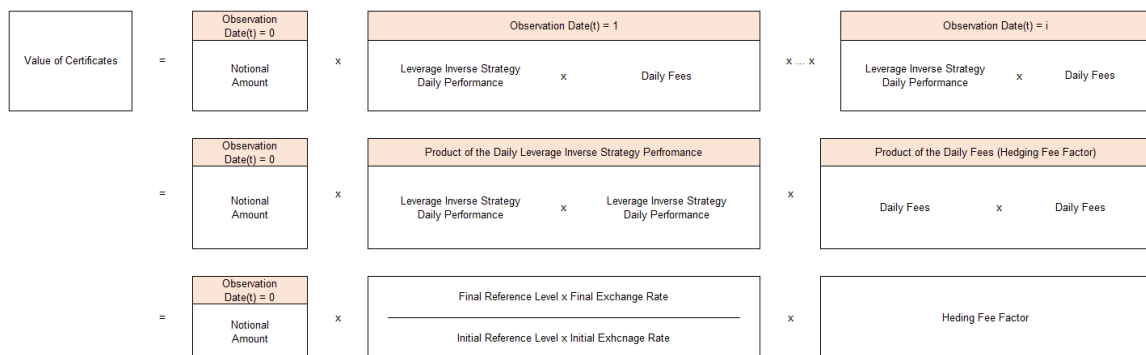 Observation
Date(t) = 0
Observation Date(t) = 1
Observation Date(t) = i
Value of Certificates
=
Notional
Amount
x
Leverage Inverse Strategy
Daily Performance
x
Daily Fees
x ... x
Leverage Inverse Strategy
Daily Performance
x
Daily Fees
Observation
Date(t) = 0
Product of the Daily Leverage Inverse Strategy Perfromance
Product of the Daily Fees (Hedging Fee Factor)
=
Notional
Amount
x
Leverage Inverse Strategy
Daily Performance
x
Leverage Inverse Strategy
Daily Performance
x
Daily Fees
x
Daily Fees
Observation
Date(t) = 0
=
Notional
Amount
x
Final Reference Level x Final Exchange Rate
Initial Reference Level x Initial Exhcnage Rate
x
Heding Fee Factor